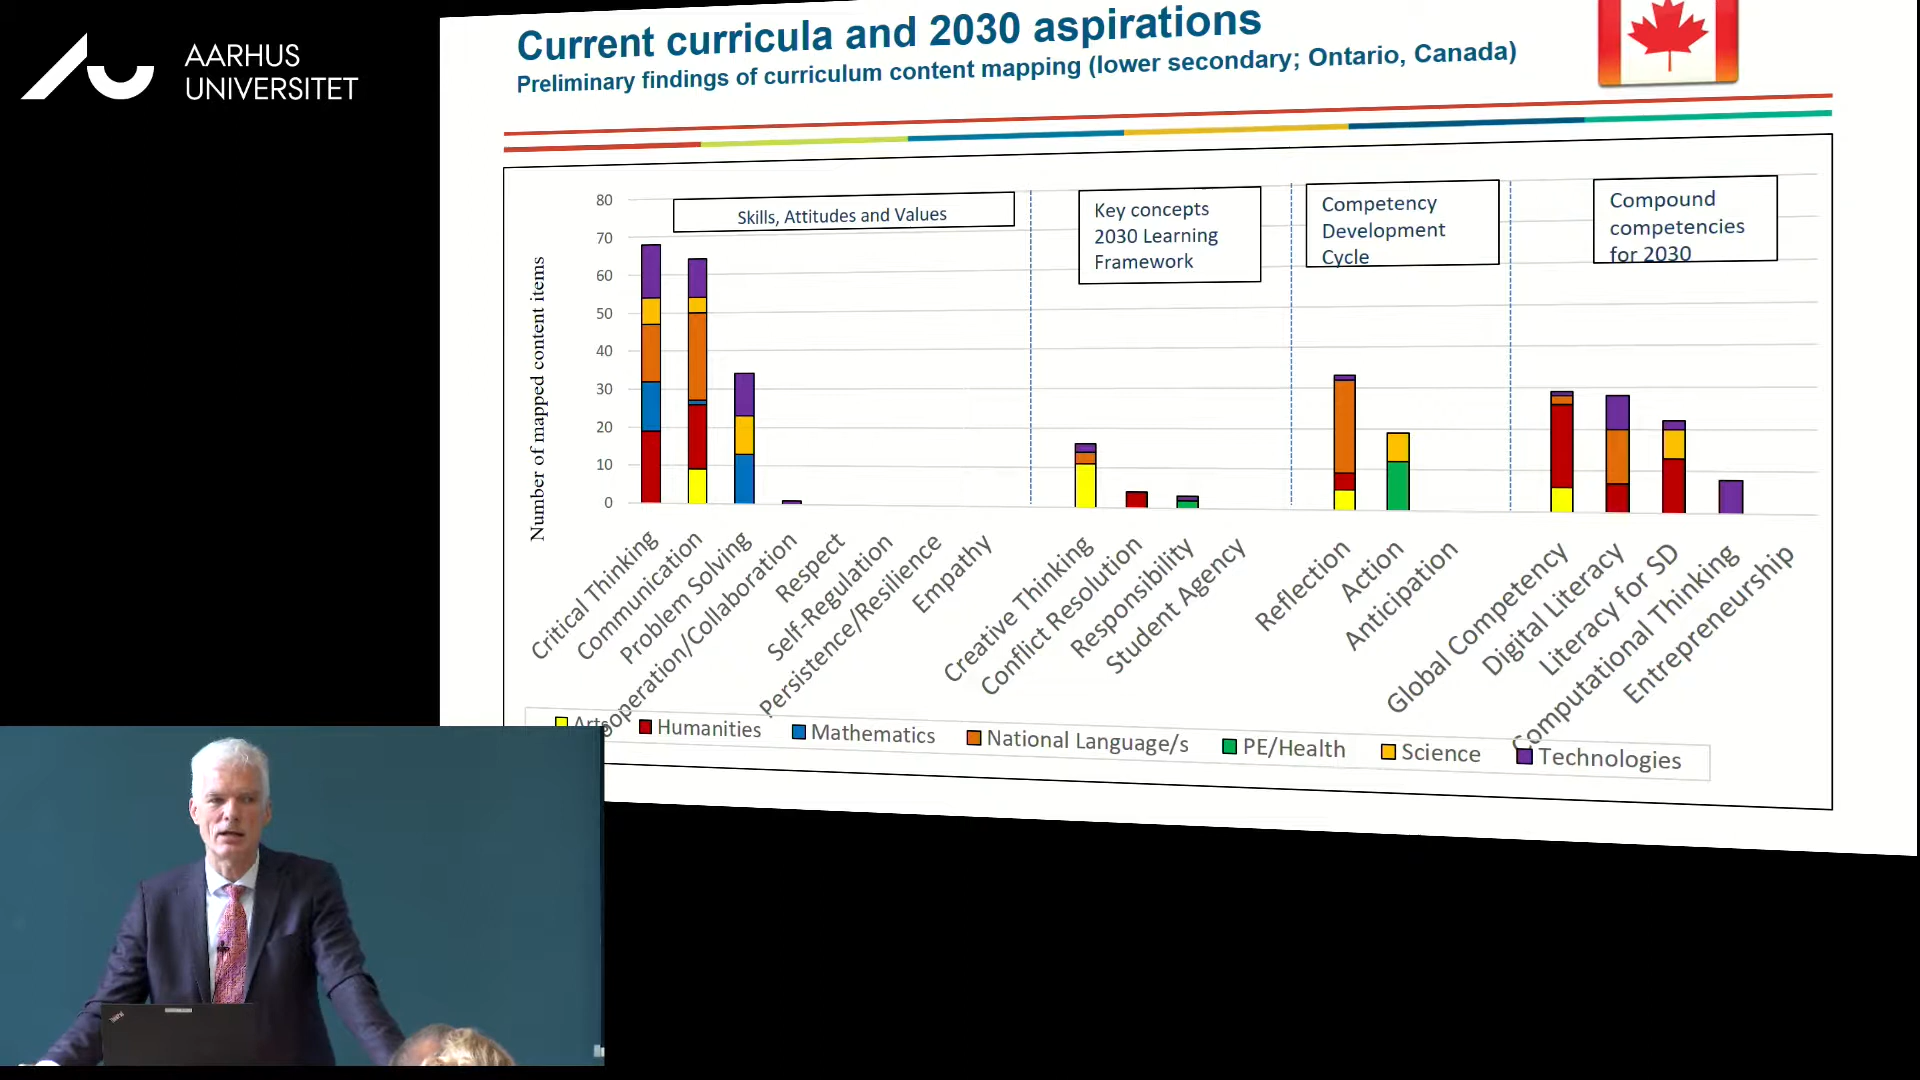 AARHUS
UNIVERSITET
Current curricula and 2030 aspirations
Preliminary findings of curriculum content mapping (lower secondary; Ontario, Canada)
Number of mapped content items
80
70
60
50
40
30
20
10
0
Skills, Attitudes and Values
Key concepts
2030 Learning
Framework
Competency
Development
Cycle
Compound
competencies
for 2030
Critical Thinking
Communication
Problem Solving
ooperation/Collaboration
Respect
Self-Regulation
Persistence/Resilience
Empathy
Creative Thinking
Conflict Resolution
Responsibility
Student Agency
Reflection
Action
Anticipation
Global Competency
Digital Literacy
Literacy for SD
Computational Thinking
Entrepreneurship
Arts
Humanities
Mathematics
National Language/s
PE/Health
Science
Technologies